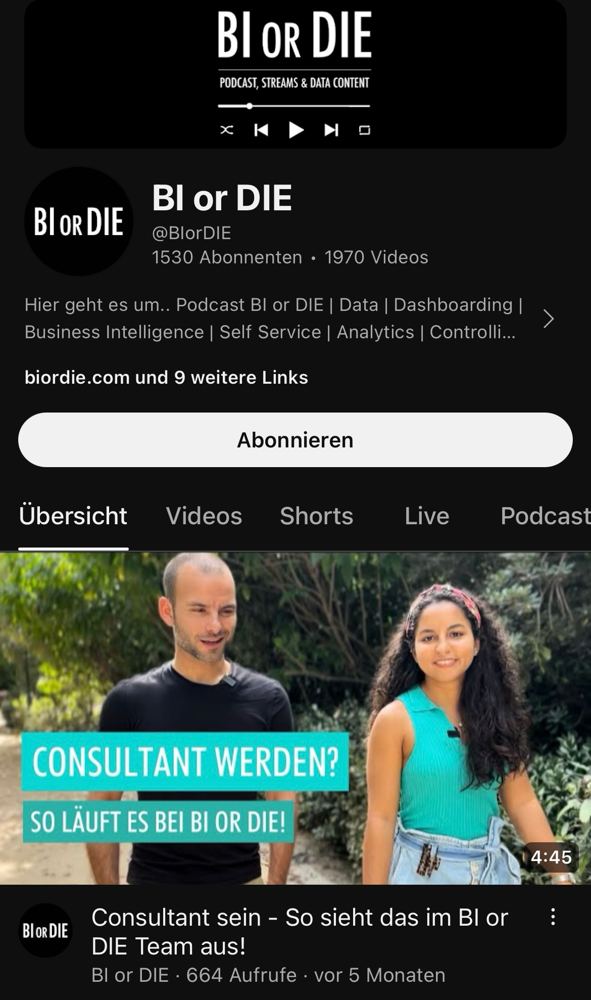 BI OR DIE
PODCAST, STREAMS & DATA CONTENT
BI OR DIE
BI or DIE
@BIorDIE
1530 Abonnenten • 1970 Videos
Hier geht es um.. Podcast BI or DIE | Data | Dashboarding |
Business Intelligence | Self Service | Analytics | Controlli...
biordie.com und 9 weitere Links
Abonnieren
Übersicht Videos Shorts Live Podcast
CONSULTANT WERDEN?
SO LÄUFT ES BEI BI OR DIE!
4:45
BI OR DIE
Consultant sein - So sieht das im BI or
DIE Team aus!
BI or DIE · 664 Aufrufe · vor 5 Monaten